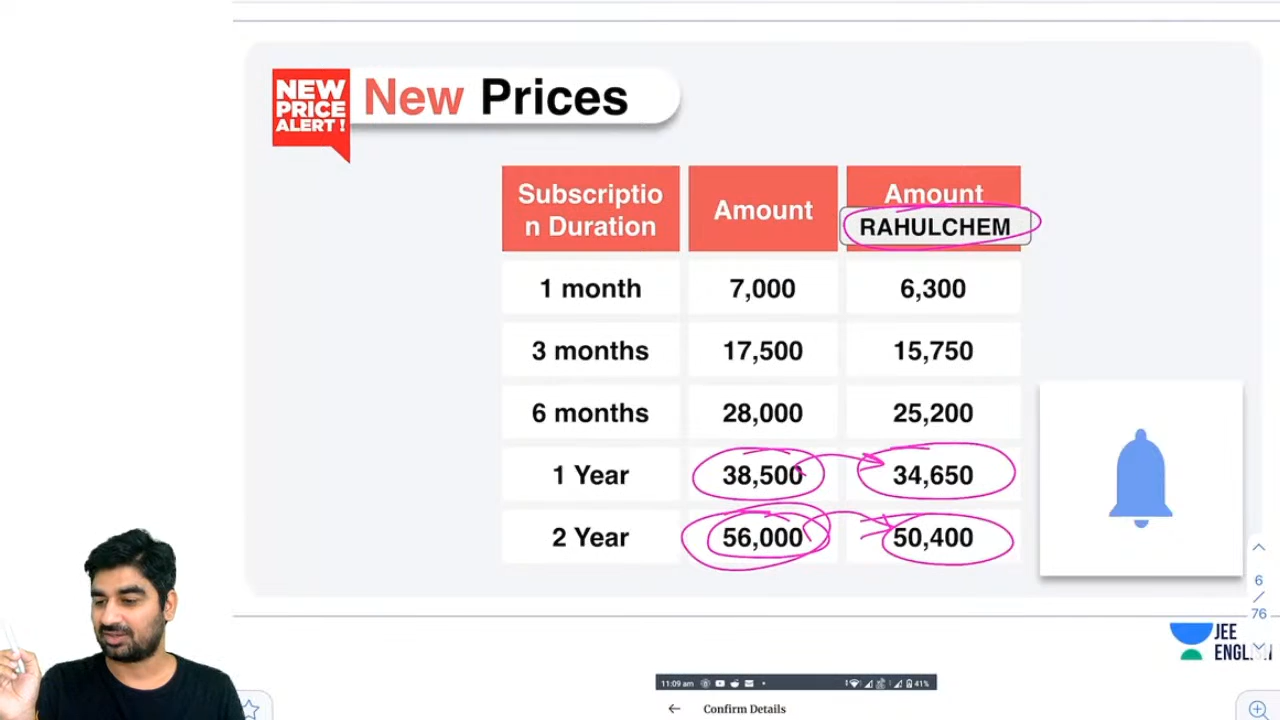 NEW
PRICE
ALERT !
New Prices
Subscriptio
n Duration
Amount
Amount
RAHULCHEM
1 month
7,000
6,300
3 months
17,500
15,750
6 months
28,000
25,200
1 Year
38,500
34,650
2 Year
56,000
50,400
6
/
76
JEE
11:09 am
41%
Confirm Details